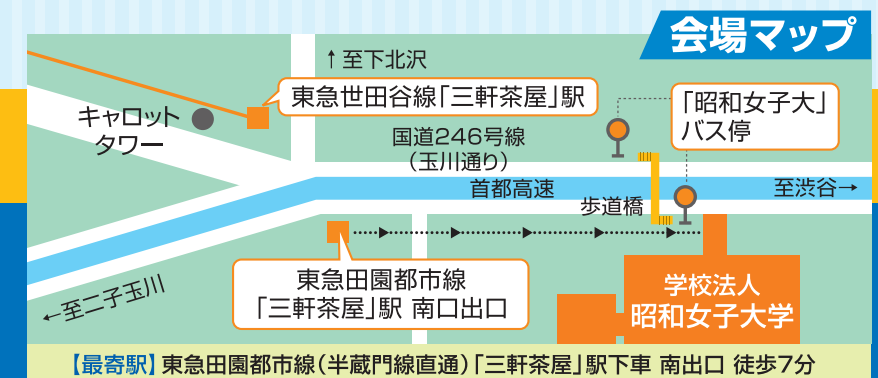 会場マップ
↑至下北沢
東急世田谷線「三軒茶屋」駅
「昭和女子大」
バス停
キャロット
タワー
国道246号線
（玉川通り）
首都高速
至渋谷→
歩道橋
東急田園都市線
「三軒茶屋」駅 南口出口
←至二子玉川
学校法人
昭和女子大学
【最寄駅】東急田園都市線（半蔵門線直通）「三軒茶屋」駅下車 南出口 徒歩7分